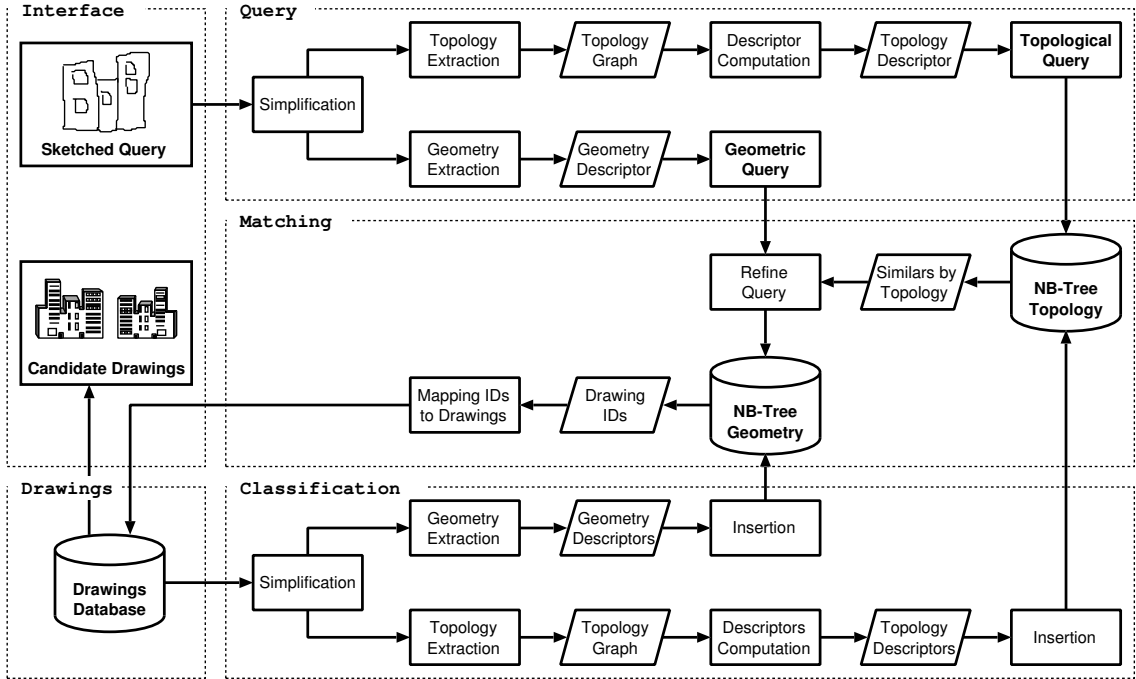 Interface
Sketched Query
Candidate Drawings
Query
Simplification
Topology
Extraction
Topology
Graph
Descriptor
Computation
Topology
Descriptor
Topological
Query
Geometry
Extraction
Geometry
Descriptor
Geometric
Query
Matching
Refine
Query
Similars by
Topology
NB-Tree
Topology
Mapping IDs
to Drawings
Drawing
IDs
NB-Tree
Geometry
Drawings
Drawings
Database
Classification
Simplification
Geometry
Extraction
Geometry
Descriptors
Insertion
Topology
Extraction
Topology
Graph
Descriptors
Computation
Topology
Descriptors
Insertion